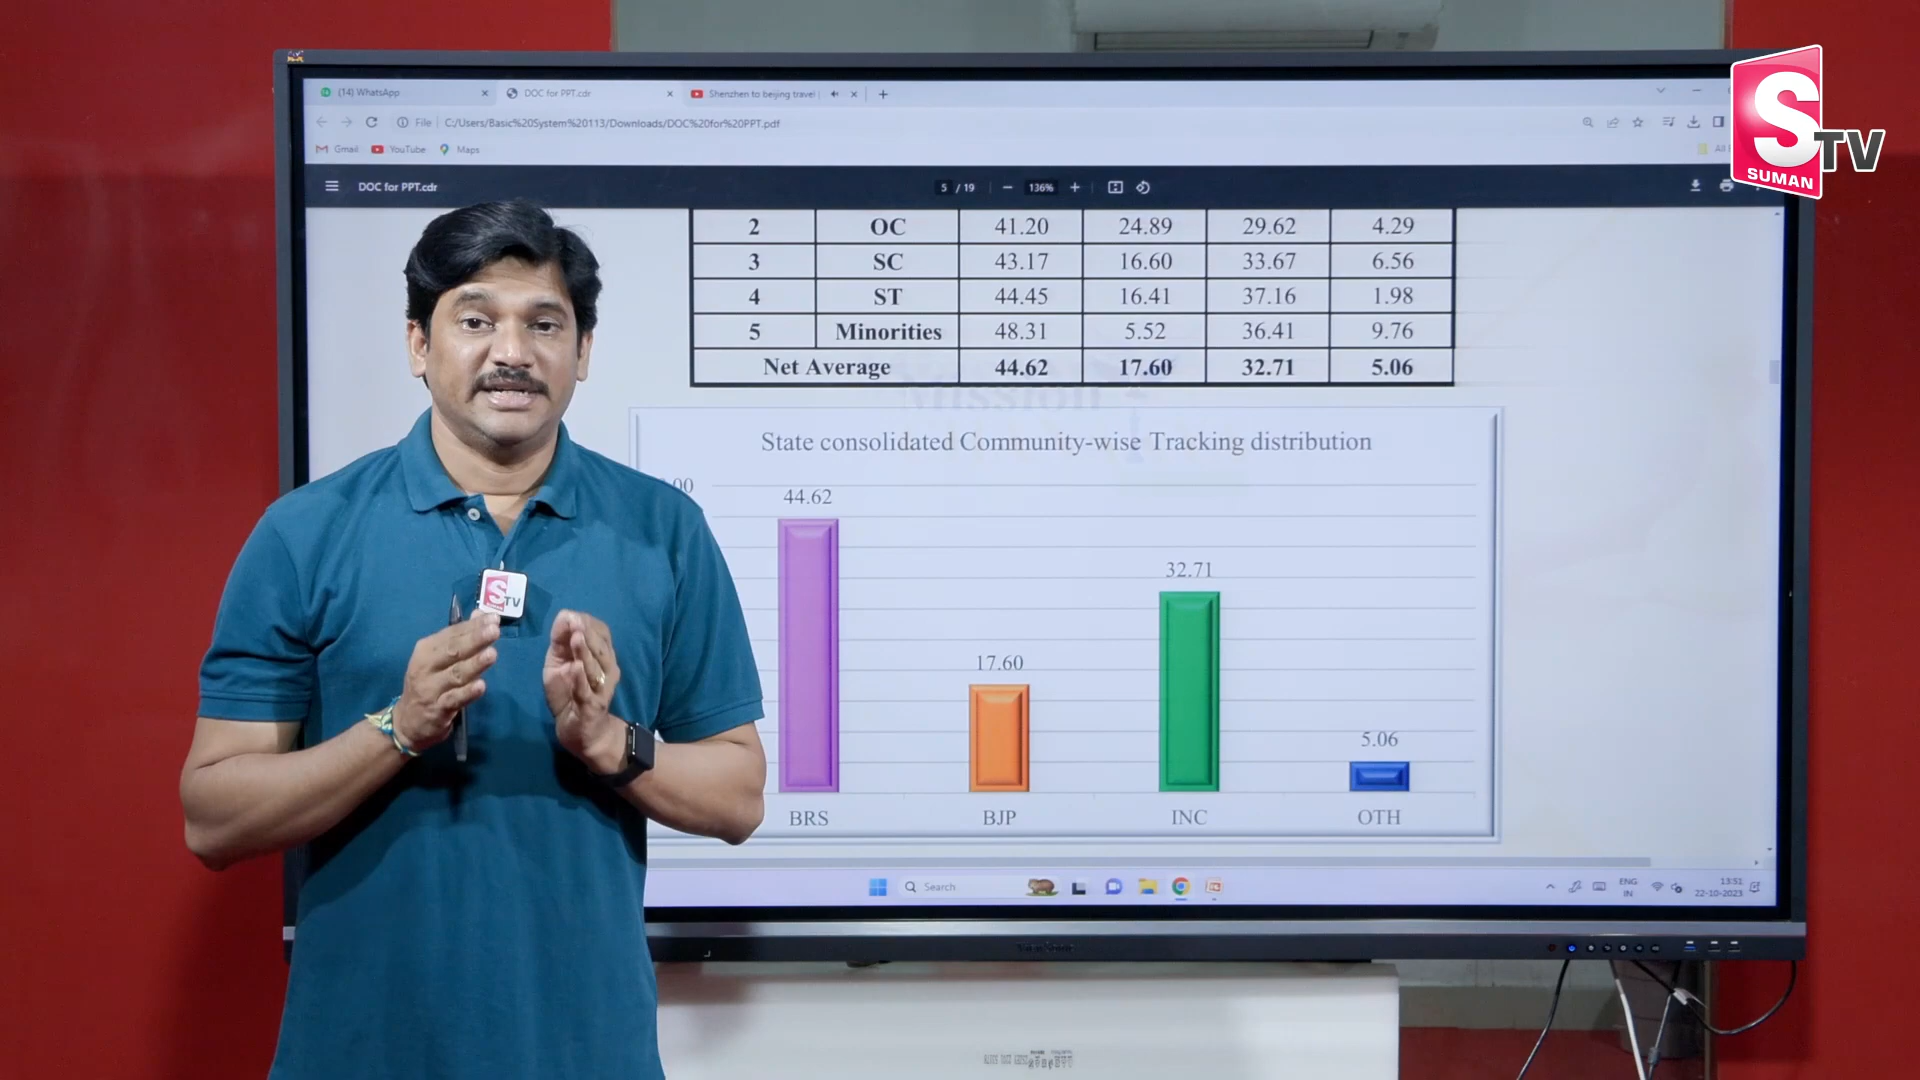 (14) WhatsApp
DOC for PPT.cdr
Shenzhen to beijing travel
File
C:/Users/Basic%20System%20113/Downloads/DOC%20for%20PPT.pdf
Gmail
YouTube
Maps
All
S TV
SUMAN
DOC for PPT.cdr
5 / 19
136%
2 OC 41.20 24.89 29.62 4.29
3 SC 43.17 16.60 33.67 6.56
4 ST 44.45 16.41 37.16 1.98
5 Minorities 48.31 5.52 36.41 9.76
Net Average 44.62 17.60 32.71 5.06
Mission
State consolidated Community-wise Tracking distribution
44.62
32.71
17.60
5.06
BRS BJP INC OTH
S TV
Search
ENG
IN
13:51
22-10-2023
ViewSonic